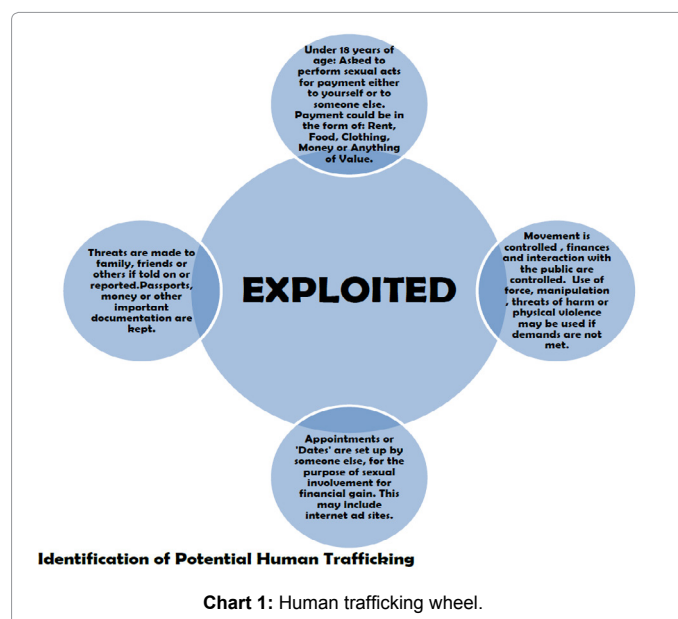 Under 18 years of
age: Asked to
perform sexual acts
for payment either
to yourself or to
someone else.
Payment could be in
the form of: Rent,
Food, Clothing,
Money or Anything
of Value.
Threats are made to
family, friends or
others if told on or
reported.Passports,
money or other
important
documentation are
kept.
EXPLOITED
Movement is
controlled , finances
and interaction with
the public are
controlled.  Use of
force, manipulation
, threats of harm or
physical violence
may be used if
demands are not
met.
Appointments or
'Dates' are set up by
someone else, for the
purpose of sexual
involvement for
financial gain. This
may include
internet ad sites.
Identification of Potential Human Trafficking
Chart 1: Human trafficking wheel.